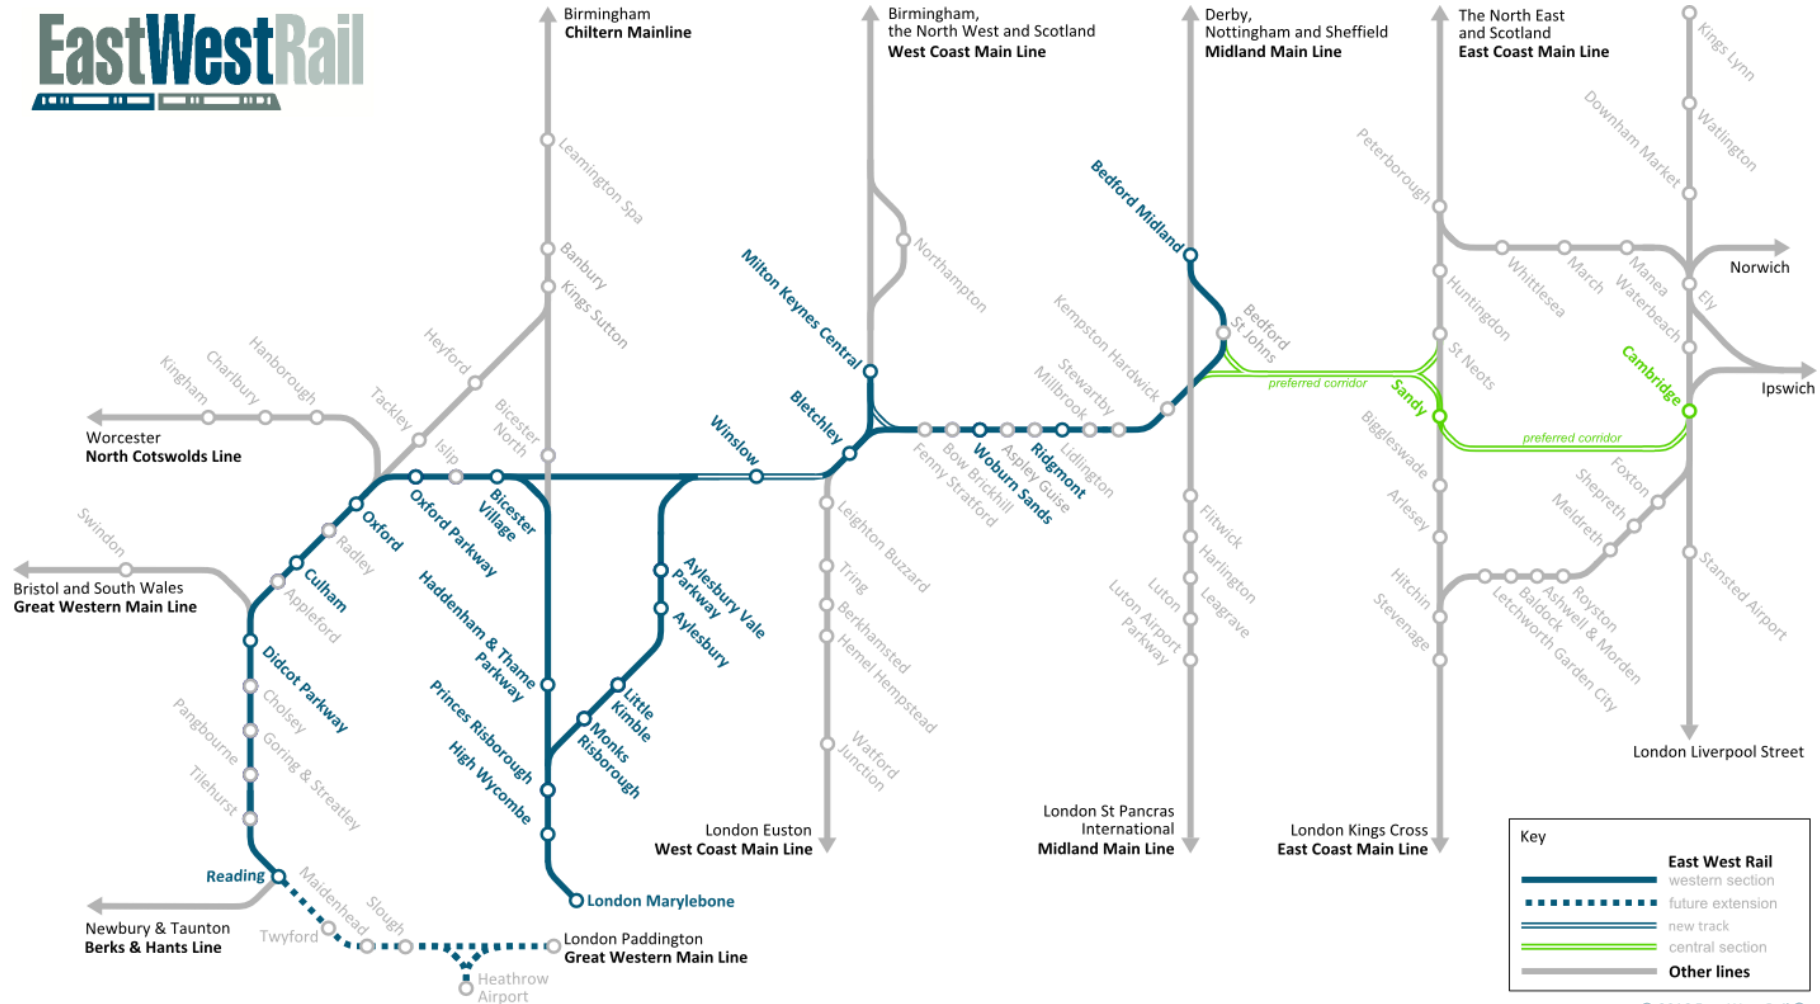 EastWestRail
Birmingham
Chiltern Mainline
Birmingham,
the North West and Scotland
West Coast Main Line
Derby,
Nottingham and Sheffield
Midland Main Line
The North East
and Scotland
East Coast Main Line
Kings Lynn
Watlington
Downham Market
Peterborough
Leamington Spa
Banbury
Kings Sutton
Northampton
Milton Keynes Central
Bedford Midland
Bedford
St Johns
Kempston Hardwick
Stewartby
Millbrook
Whittlesea
March
Manea
Waterbeach
Ely
Norwich
Ipswich
Huntingdon
St Neots
preferred corridor
Sandy
Cambridge
preferred corridor
Heyford
Tackley
Islip
Bicester
North
Hanborough
Charlbury
Kingham
Worcester
North Cotswolds Line
Winslow
Bletchley
Fenny Stratford
Bow Brickhill
Woburn Sands
Aspley Guise
Ridgmont
Lidlington
Biggleswade
Arlesey
Hitchin
Stevenage
Foxton
Shepreth
Meldreth
Royston
Ashwell & Morden
Baldock
Letchworth Garden City
Stansted Airport
London Liverpool Street
Oxford Parkway
Bicester
Village
Oxford
Radley
Culham
Appleford
Swindon
Bristol and South Wales
Great Western Main Line
Didcot Parkway
Cholsey
Goring & Streatley
Pangbourne
Tilehurst
Reading
Newbury & Taunton
Berks & Hants Line
Twyford
Maidenhead
Slough
Heathrow
Airport
London Paddington
Great Western Main Line
Haddenham & Thame
Parkway
Princes Risborough
High Wycombe
London Marylebone
Aylesbury Vale
Parkway
Aylesbury
Little
Kimble
Monks
Risborough
Leighton Buzzard
Tring
Berkhamsted
Hemel Hempstead
Watford
Junction
London Euston
West Coast Main Line
Flitwick
Harlington
Leagrave
Luton
Luton Airport
Parkway
London St Pancras
International
Midland Main Line
London Kings Cross
East Coast Main Line
Key
East West Rail
western section
future extension
new track
central section
Other lines